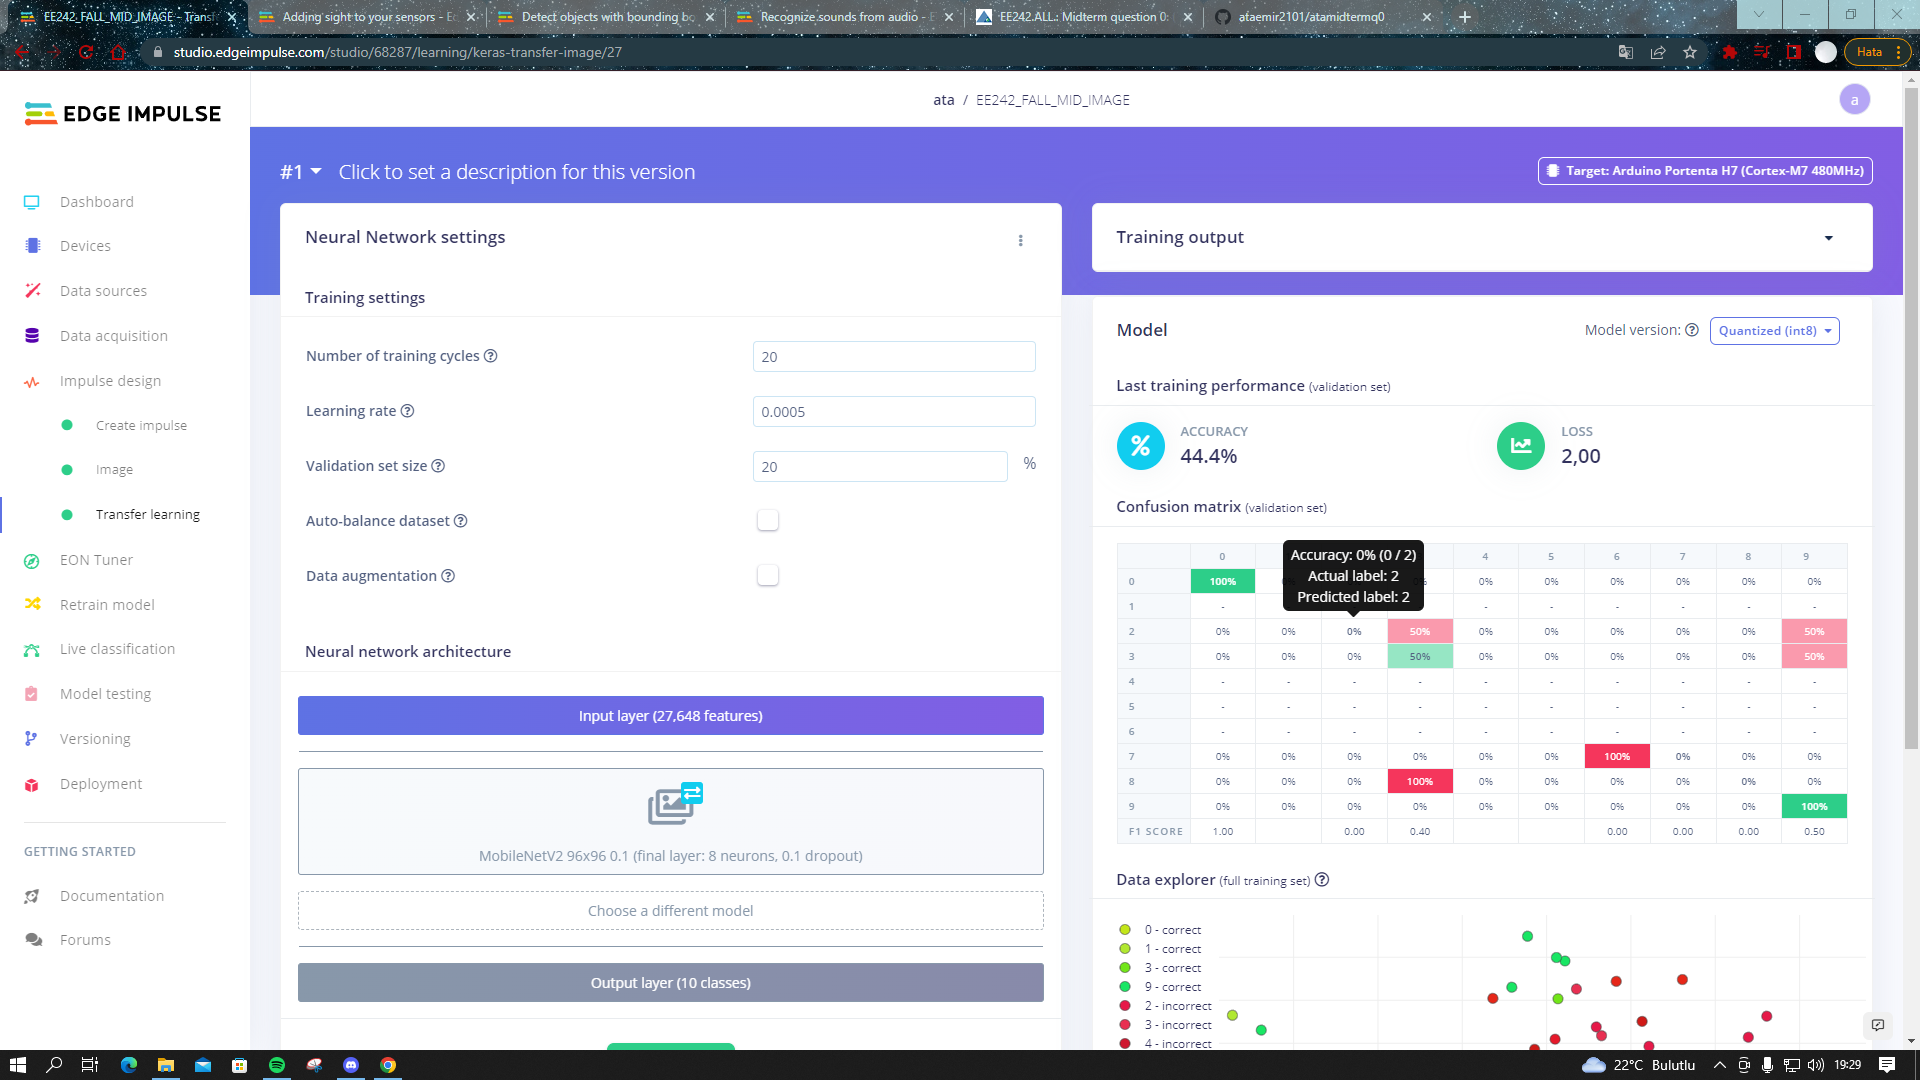 EE242_FALL_MID_IMAGE - Transf
Adding sight to your sensors - Ed
Detect objects with bounding bo
Recognize sounds from audio - E
EE242.ALL.: Midterm question 0:
ataemir2101/atamidtermq0
studio.edgeimpulse.com/studio/68287/learning/keras-transfer-image/27
Hata
EDGE IMPULSE
ata / EE242_FALL_MID_IMAGE
a
#1 Click to set a description for this version
Target: Arduino Portenta H7 (Cortex-M7 480MHz)
Dashboard
Devices
Data sources
Data acquisition
Impulse design
Create impulse
Image
Transfer learning
EON Tuner
Retrain model
Live classification
Model testing
Versioning
Deployment
GETTING STARTED
Documentation
Forums
Neural Network settings
Training settings
Number of training cycles ? 20
Learning rate ? 0.0005
Validation set size ? 20 %
Auto-balance dataset ?
Data augmentation ?
Neural network architecture
Input layer (27,648 features)
MobileNetV2 96x96 0.1 (final layer: 8 neurons, 0.1 dropout)
Choose a different model
Output layer (10 classes)
Training output
Model
Model version: ? Quantized (int8)
Last training performance (validation set)
% ACCURACY
44.4%
LOSS
2,00
Confusion matrix (validation set)
Accuracy: 0% (0 / 2)
Actual label: 2
Predicted label: 2
0 4 5 6 7 8 9
0 100% 0% 0% 0% 0% 0% 0%
1 - - - - - - -
2 0% 0% 0% 50% 0% 0% 0% 0% 0% 50%
3 0% 0% 0% 50% 0% 0% 0% 0% 0% 50%
4 - - - - - - - - - -
5 - - - - - - - - - -
6 - - - - - - - - - -
7 0% 0% 0% 0% 0% 0% 100% 0% 0% 0%
8 0% 0% 0% 100% 0% 0% 0% 0% 0% 0%
9 0% 0% 0% 0% 0% 0% 0% 0% 0% 100%
F1 SCORE 1.00 0.00 0.40 0.00 0.00 0.00 0.50
Data explorer (full training set) ?
0 - correct
1 - correct
3 - correct
9 - correct
2 - incorrect
3 - incorrect
4 - incorrect
22°C Bulutlu
19:29